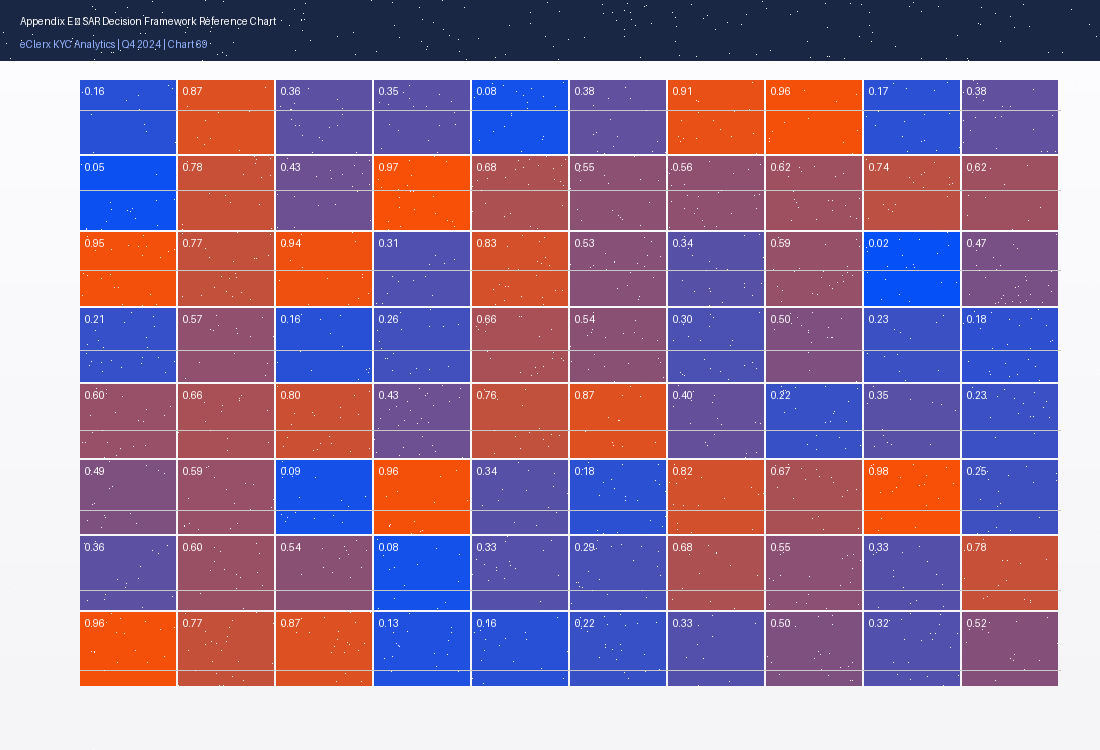 Appendix E □ SAR Decision Framework Reference Chart
eClerx KYC Analytics | Q4 2024 | Chart 69
0.16 0.87 0.36 0.35 0.08 0.38 0.91 0.96 0.17 0.38
0.05 0.78 0.43 0.97 0.68 0.55 0.56 0.62 0.74 0.62
0.95 0.77 0.94 0.31 0.83 0.53 0.34 0.59 0.02 0.47
0.21 0.57 0.16 0.26 0.66 0.54 0.30 0.50 0.23 0.18
0.60 0.66 0.80 0.43 0.76 0.87 0.40 0.22 0.35 0.23
0.49 0.59 0.09 0.96 0.34 0.18 0.82 0.67 0.98 0.25
0.36 0.60 0.54 0.08 0.33 0.29 0.68 0.55 0.33 0.78
0.96 0.77 0.87 0.13 0.16 0.22 0.33 0.50 0.32 0.52